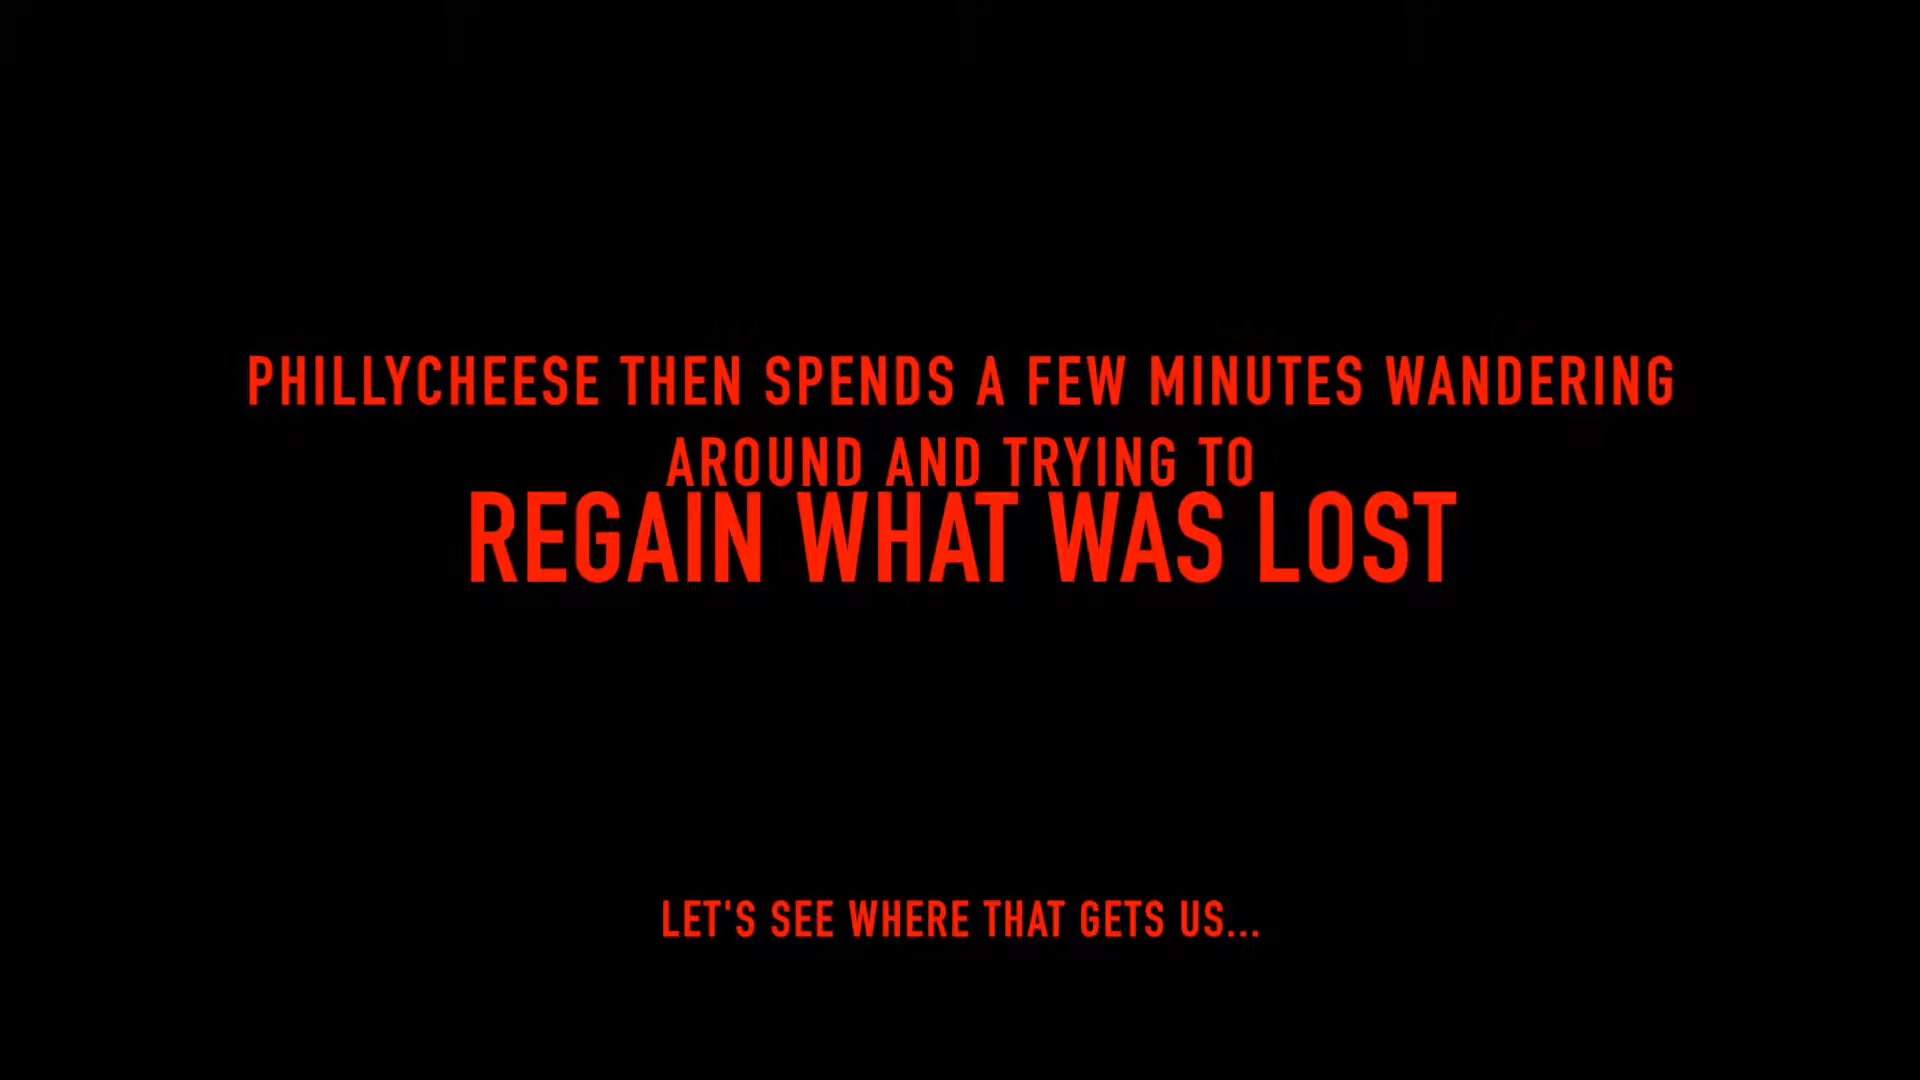 PHILLYCHEESE THEN SPENDS A FEW MINUTES WANDERING
AROUND AND TRYING TO
REGAIN WHAT WAS LOST
LET'S SEE WHERE THAT GETS US...